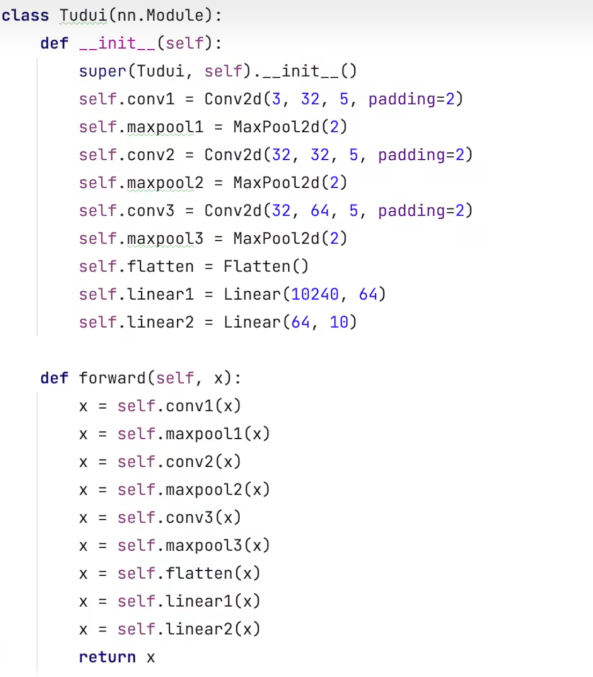 class Tudui(nn.Module):
    def __init__(self):
        super(Tudui, self).__init__()
        self.conv1 = Conv2d(3, 32, 5, padding=2)
        self.maxpool1 = MaxPool2d(2)
        self.conv2 = Conv2d(32, 32, 5, padding=2)
        self.maxpool2 = MaxPool2d(2)
        self.conv3 = Conv2d(32, 64, 5, padding=2)
        self.maxpool3 = MaxPool2d(2)
        self.flatten = Flatten()
        self.linear1 = Linear(10240, 64)
        self.linear2 = Linear(64, 10)
    def forward(self, x):
        x = self.conv1(x)
        x = self.maxpool1(x)
        x = self.conv2(x)
        x = self.maxpool2(x)
        x = self.conv3(x)
        x = self.maxpool3(x)
        x = self.flatten(x)
        x = self.linear1(x)
        x = self.linear2(x)
        return x